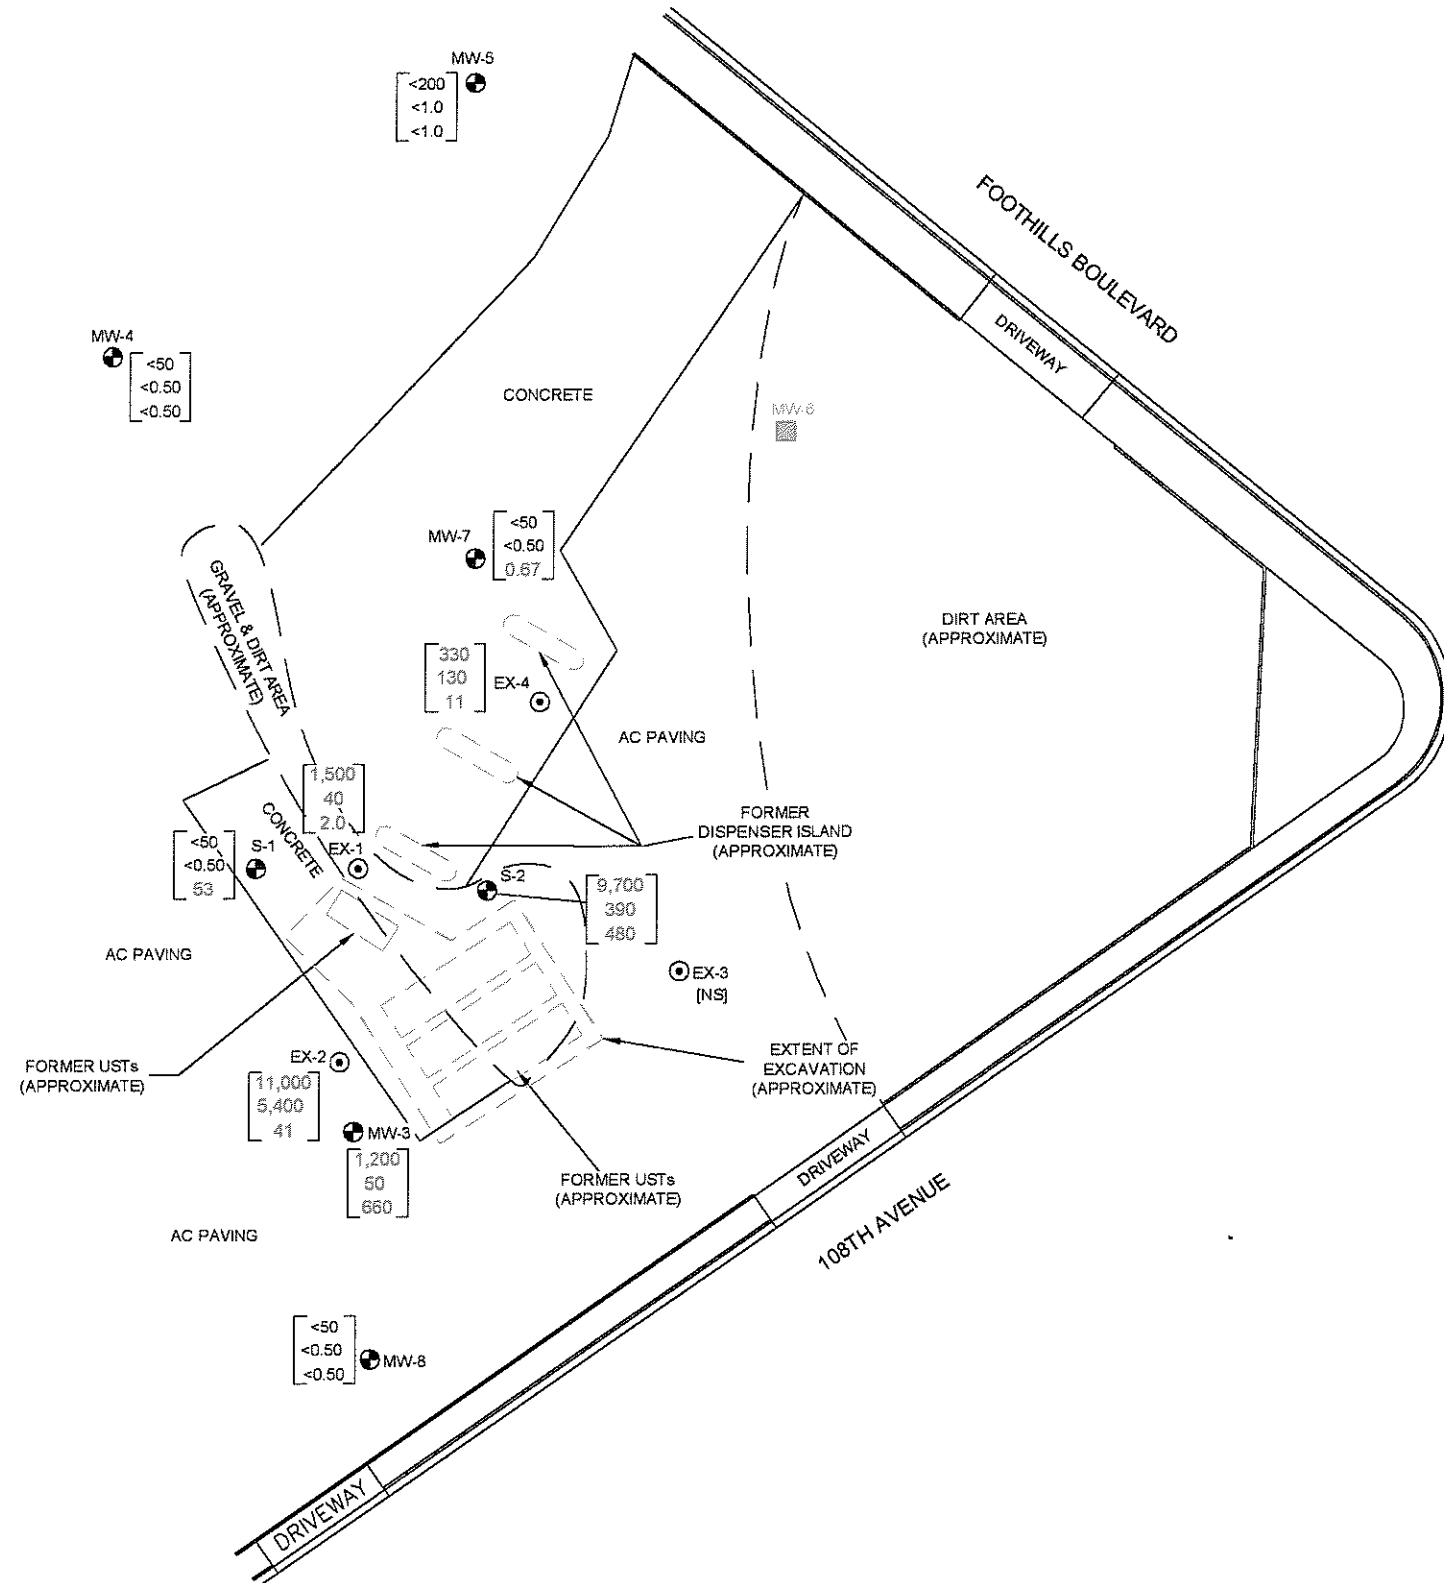 MW-5
<200
<1.0
<1.0
FOOTHILLS BOULEVARD
DRIVEWAY
MW-4
<50
<0.50
<0.50
CONCRETE
MW-6
MW-7
<50
<0.50
0.67
GRAVEL & DIRT AREA
(APPROXIMATE)
DIRT AREA
(APPROXIMATE)
330
130
11
EX-4
AC PAVING
1,500
40
2.0
EX-1
CONCRETE
FORMER
DISPENSER ISLAND
(APPROXIMATE)
<50
<0.50
53
S-1
S-2
9,700
390
480
AC PAVING
EX-3
[NS]
FORMER USTs
(APPROXIMATE)
EX-2
11,000
5,400
41
EXTENT OF
EXCAVATION
(APPROXIMATE)
MW-3
1,200
50
660
FORMER USTs
(APPROXIMATE)
DRIVEWAY
108TH AVENUE
AC PAVING
<50
<0.50
<0.50
MW-8
DRIVEWAY